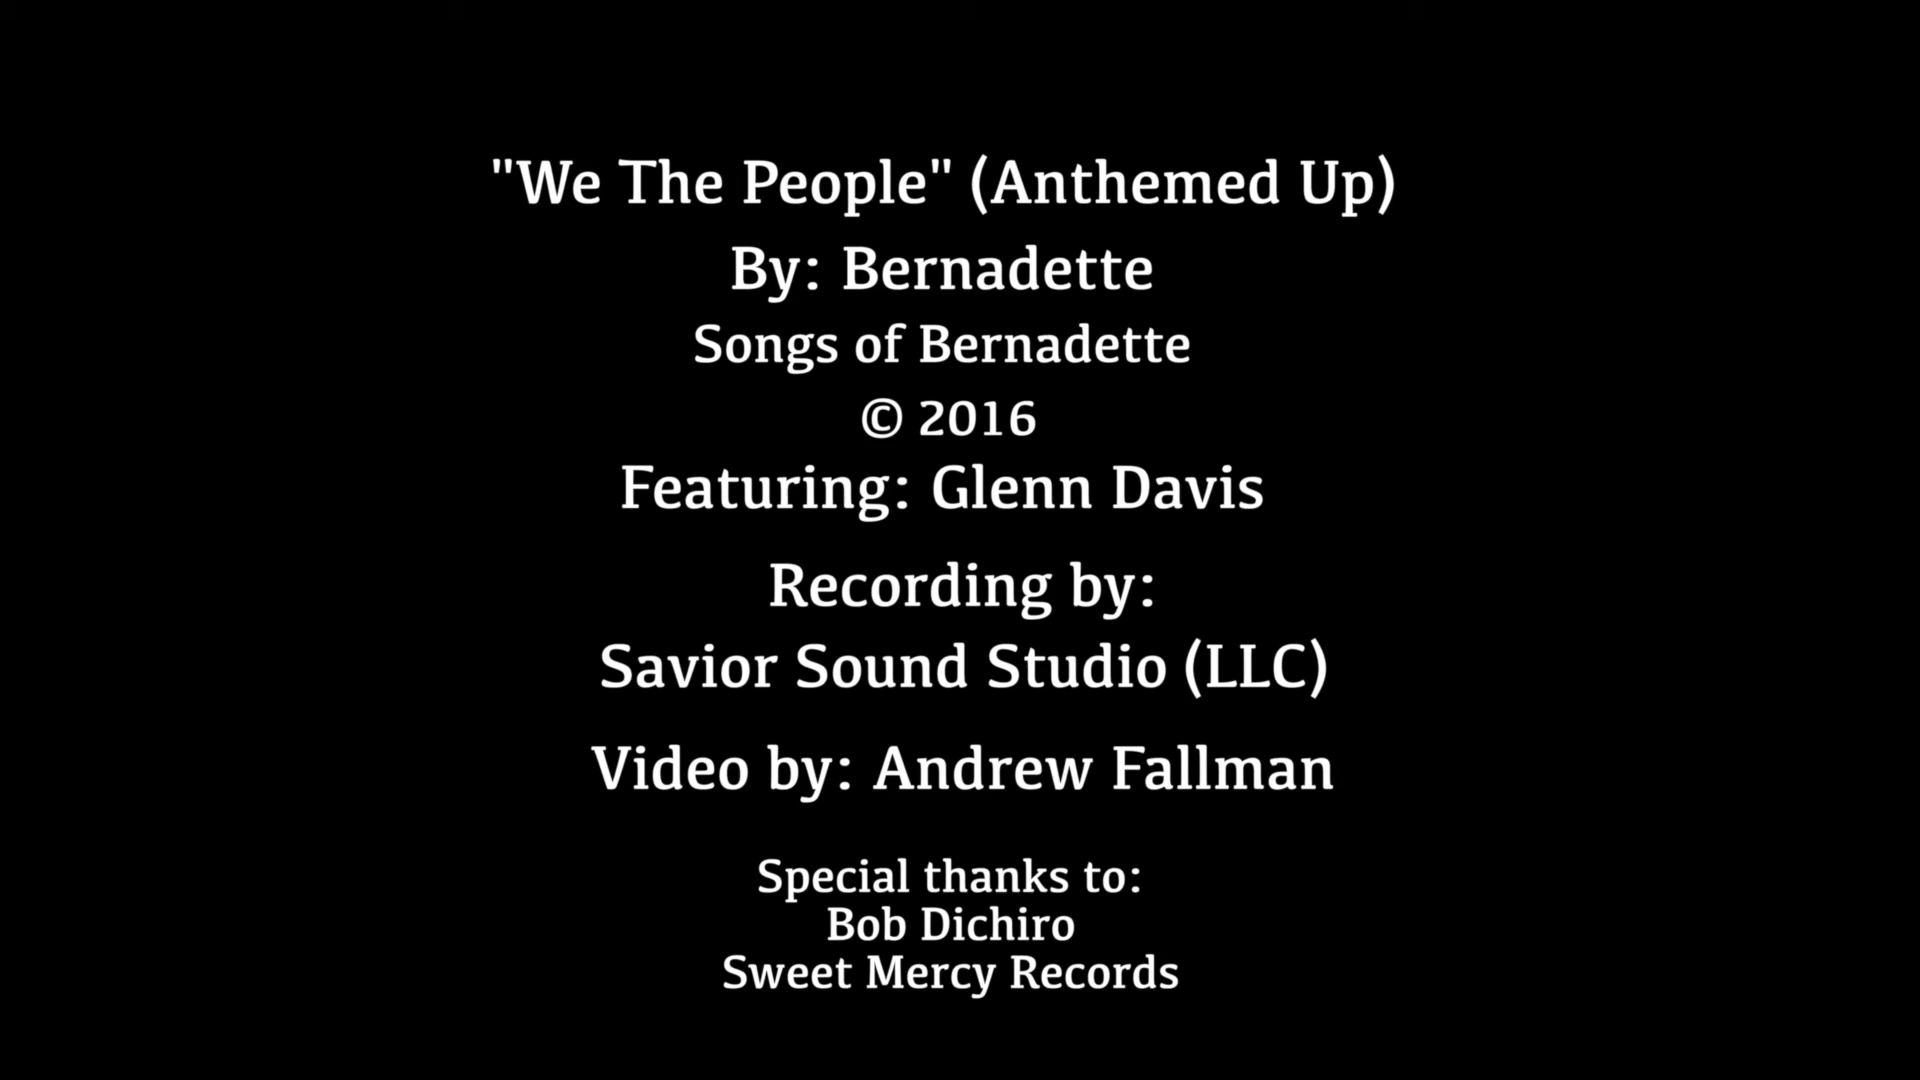 "We The People" (Anthemed Up)
By: Bernadette
Songs of Bernadette
© 2016
Featuring: Glenn Davis
Recording by:
Savior Sound Studio (LLC)
Video by: Andrew Fallman
Special thanks to:
Bob Dichiro
Sweet Mercy Records